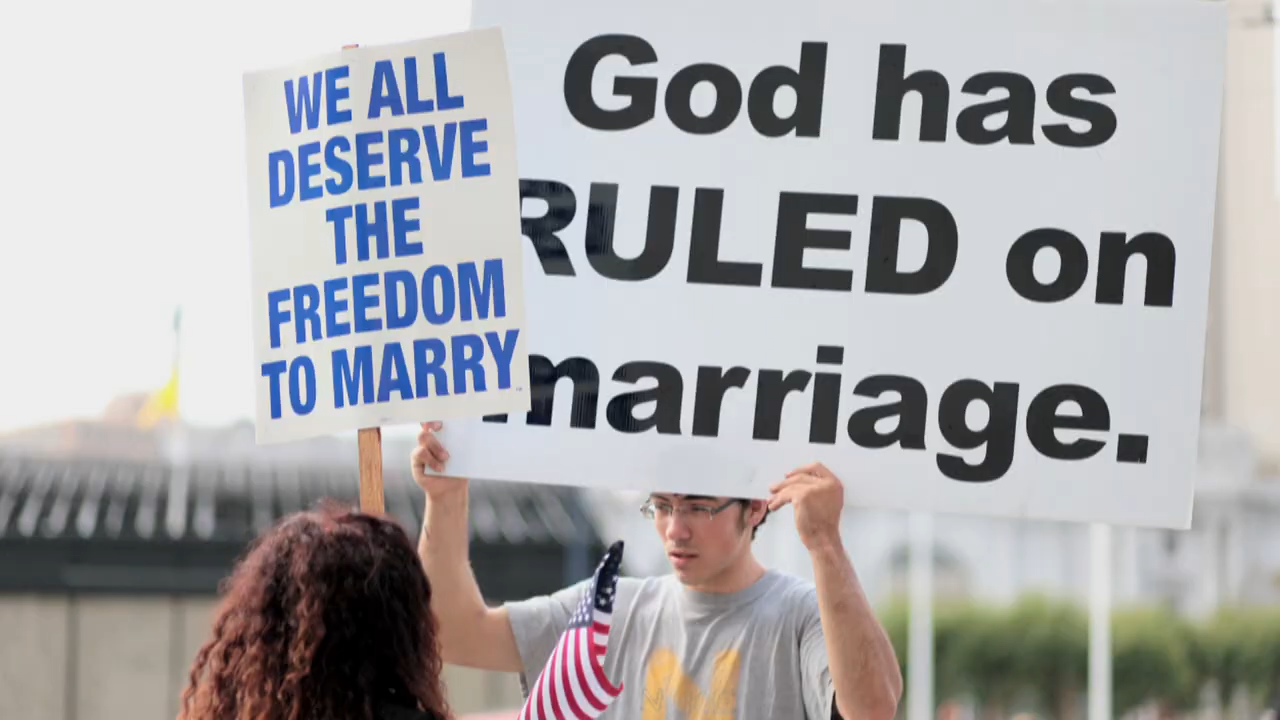 WE ALL
DESERVE
THE
FREEDOM
TO MARRY
God has
RULED on
marriage.
M